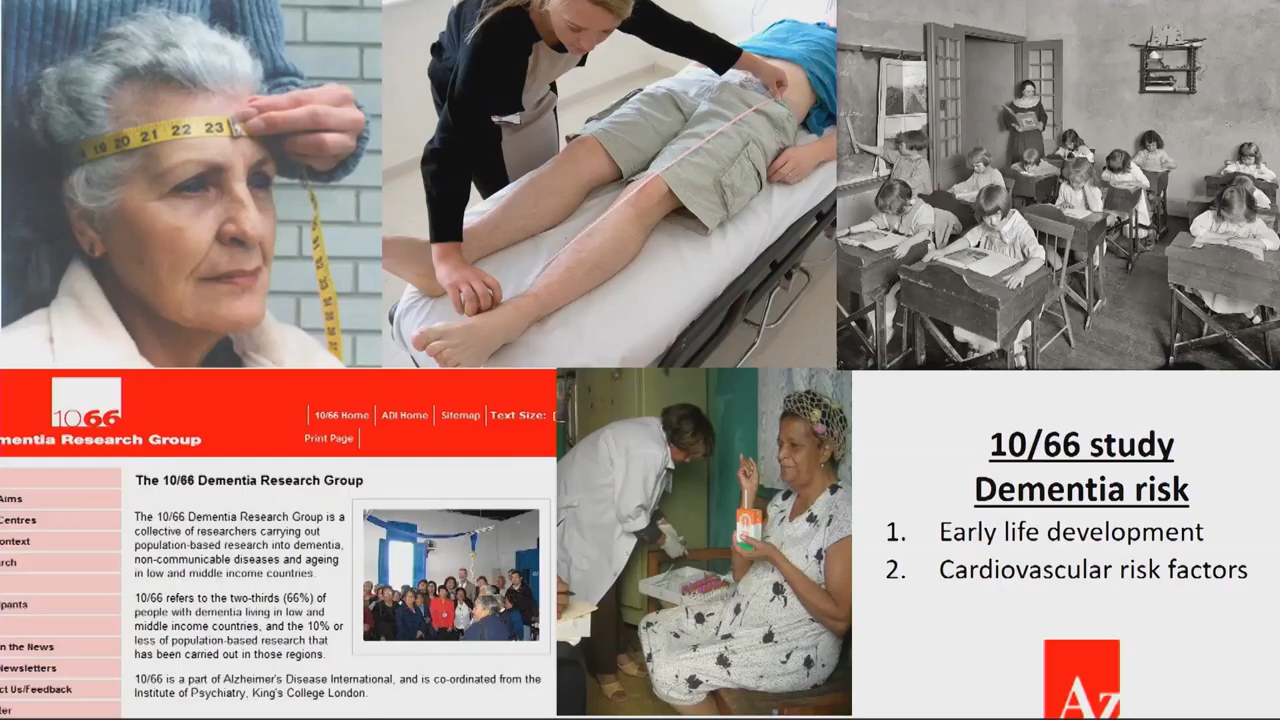 20 21 22 23
1066
mentia Research Group
10/66 Home
ADI Home
Sitemap
Text Size:
Print Page
Aims
Centres
ontext
rch
ipants
n the News
Newsletters
ct Us/Feedback
ter
The 10/66 Dementia Research Group
The 10/66 Dementia Research Group is a
collective of researchers carrying out
population-based research into dementia,
non-communicable diseases and ageing
in low and middle income countries.
10/66 refers to the two-thirds (66%) of
people with dementia living in low and
middle income countries, and the 10% or
less of population-based research that
has been carried out in those regions.
10/66 is a part of Alzheimer's Disease International, and is co-ordinated from the
Institute of Psychiatry, King's College London.
10/66 study
Dementia risk
1. Early life development
2. Cardiovascular risk factors
Az